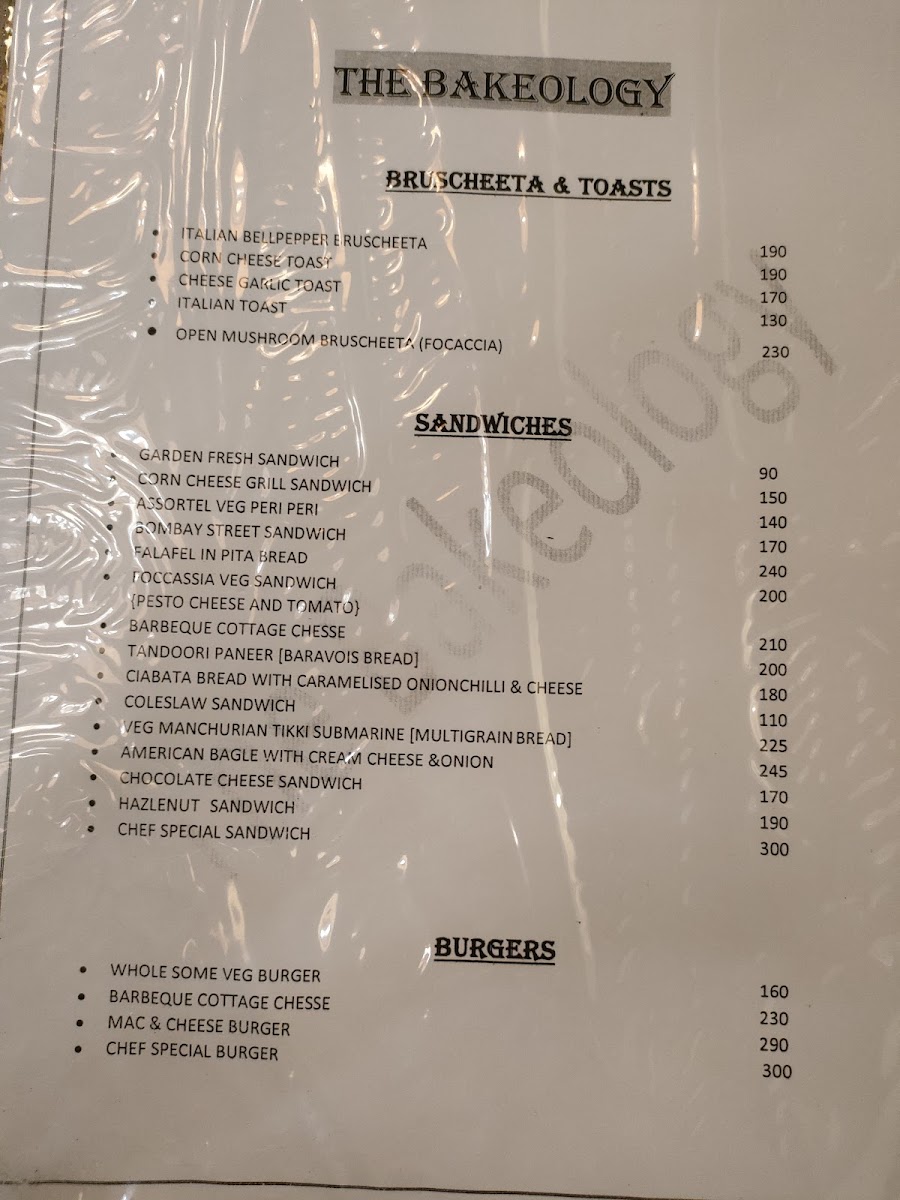 THE BAKEOLOGY
BRUSCHEETA & TOASTS
ITALIAN BELLPEPPER BRUSCHEETA 190
CORN CHEESE TOAST 190
CHEESE GARLIC TOAST 170
ITALIAN TOAST 130
OPEN MUSHROOM BRUSCHEETA (FOCACCIA) 230
SANDWICHES
GARDEN FRESH SANDWICH 90
CORN CHEESE GRILL SANDWICH 150
ASSORTEL VEG PERI PERI 140
BOMBAY STREET SANDWICH 170
FALAFEL IN PITA BREAD 240
FOCCASSIA VEG SANDWICH 200
{PESTO CHEESE AND TOMATO}
BARBEQUE COTTAGE CHESSE 210
TANDOORI PANEER [BARAVOIS BREAD] 200
CIABATA BREAD WITH CARAMELISED ONIONCHILLI & CHEESE 180
COLESLAW SANDWICH 110
VEG MANCHURIAN TIKKI SUBMARINE [MULTIGRAIN BREAD] 225
AMERICAN BAGLE WITH CREAM CHEESE &ONION 245
CHOCOLATE CHEESE SANDWICH 170
HAZLENUT SANDWICH 190
CHEF SPECIAL SANDWICH 300
BURGERS
WHOLE SOME VEG BURGER 160
BARBEQUE COTTAGE CHESSE 230
MAC & CHEESE BURGER 290
CHEF SPECIAL BURGER 300
Bakeology